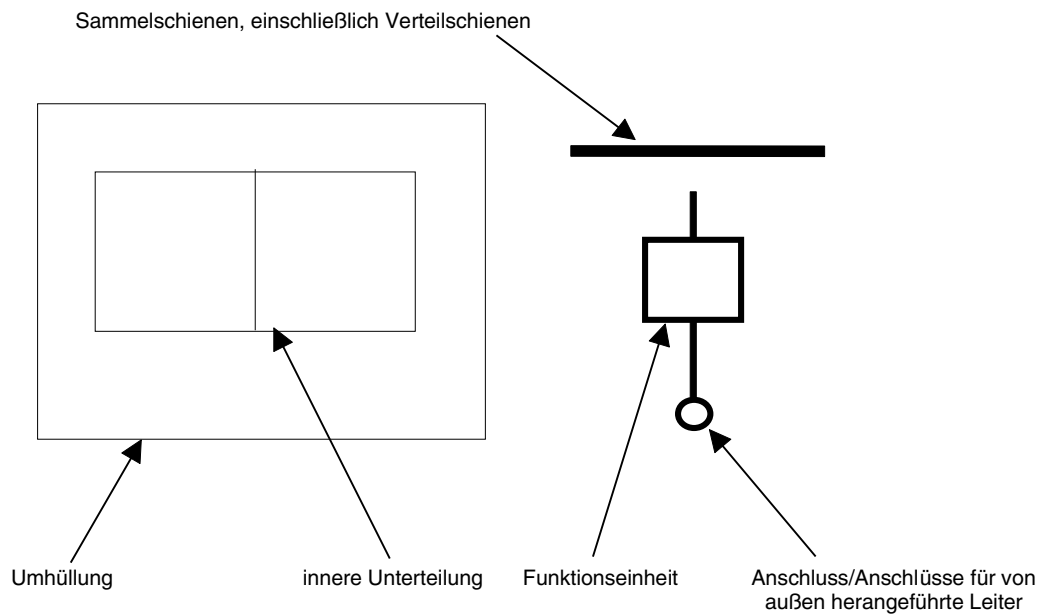 Sammelschienen, einschließlich Verteilschienen
Umhüllung
innere Unterteilung
Funktionseinheit
Anschluss/Anschlüsse für von
außen herangeführte Leiter